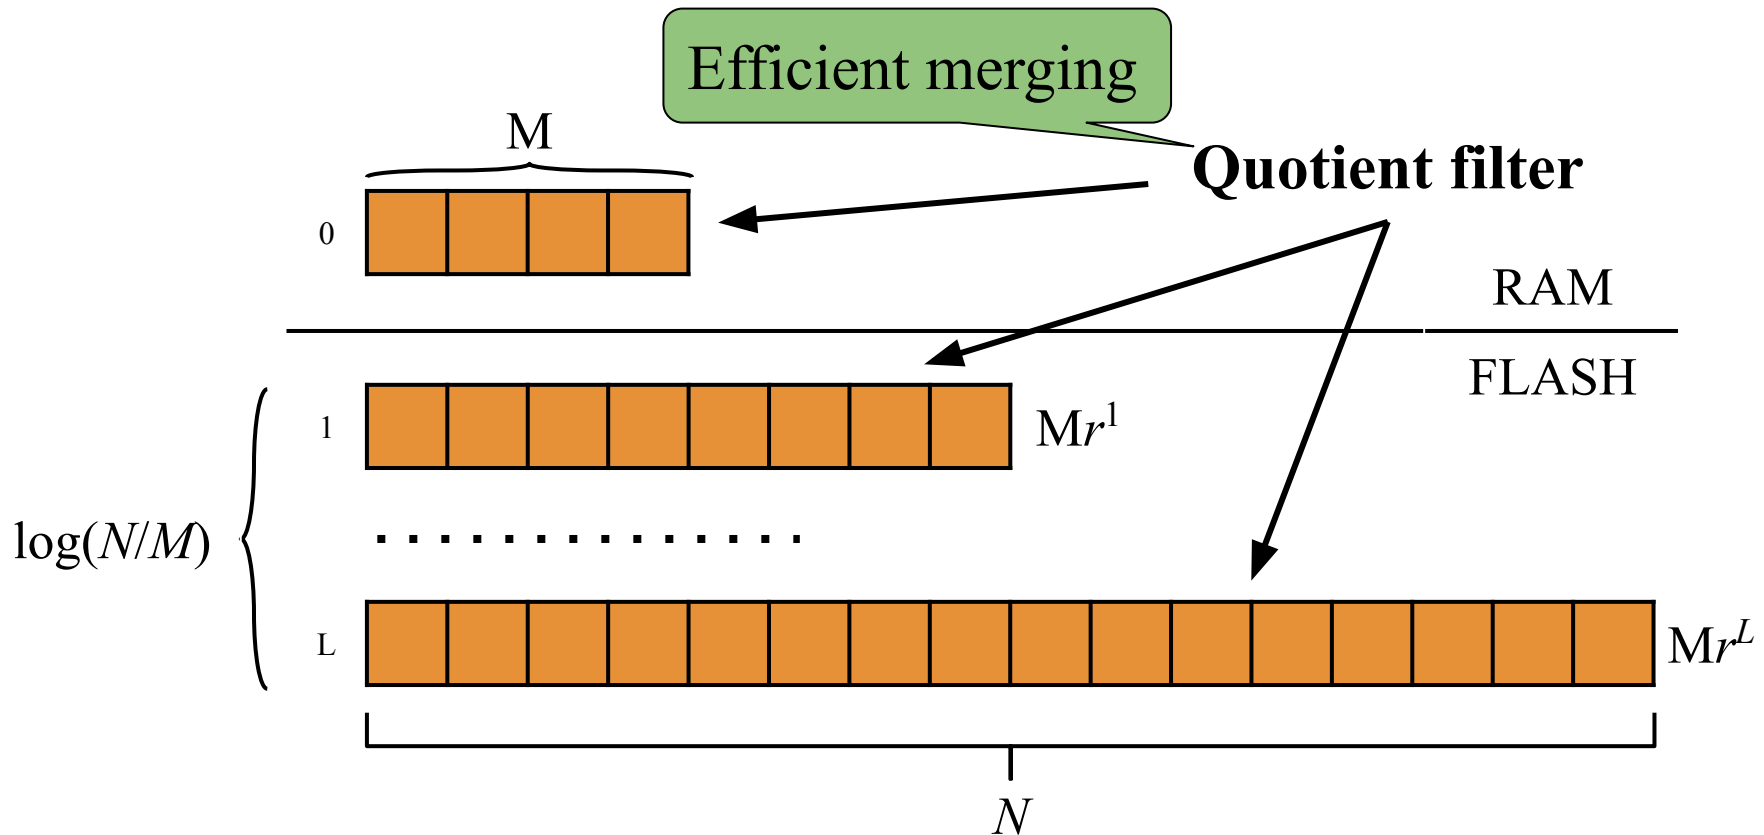 Efficient merging
M
Quotient filter
0
RAM
FLASH
1
Mr¹
log(N/M)
L
Mrᴸ
N